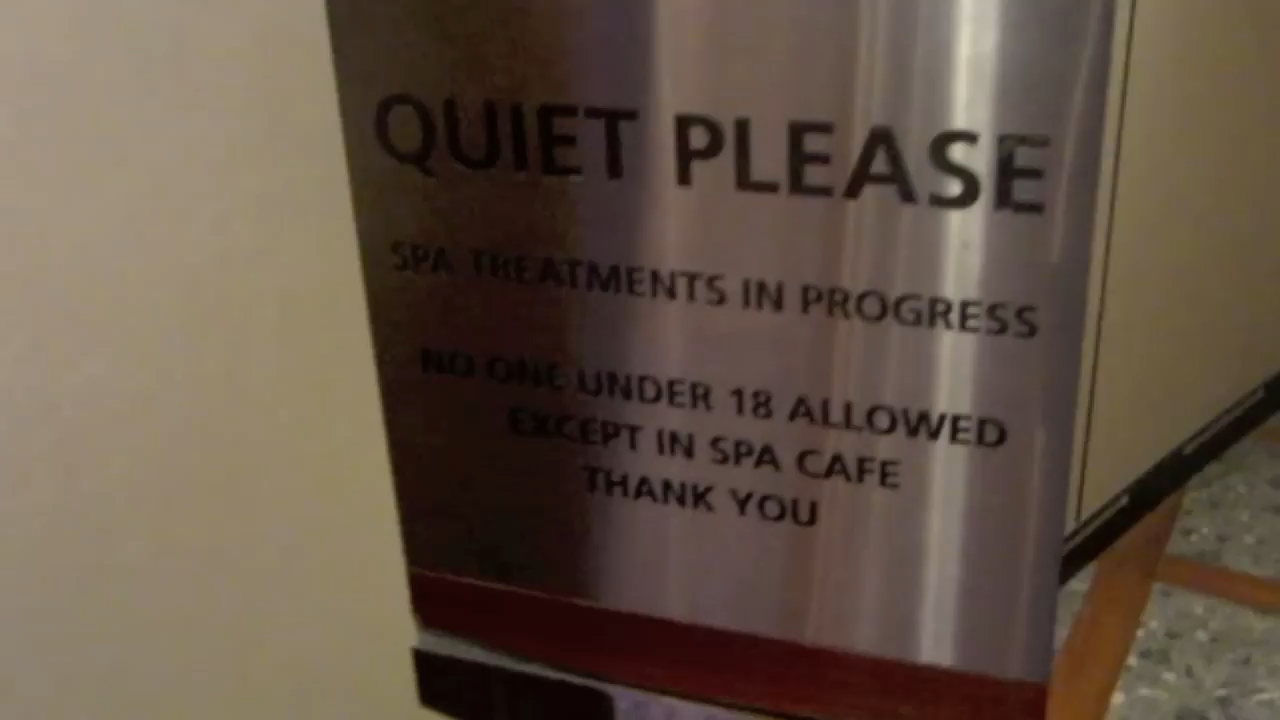 QUIET PLEASE
SPA TREATMENTS IN PROGRESS
NO ONE UNDER 18 ALLOWED
EXCEPT IN SPA CAFE
THANK YOU